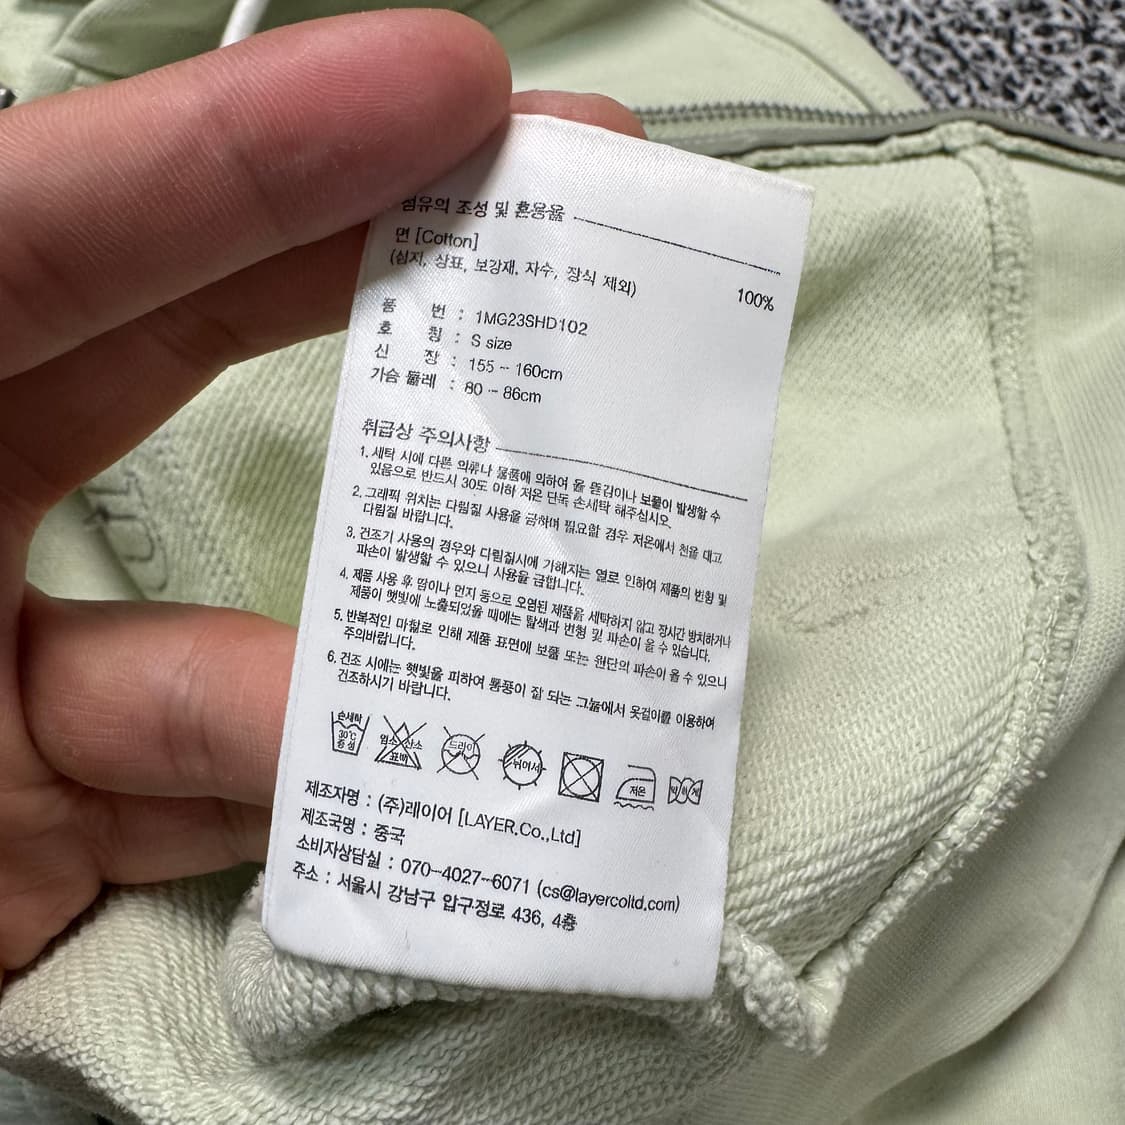 섬유의 조성 및 혼용율
면 [Cotton]
100%
(심지, 상표, 보강재, 자수, 장식 제외)
품 번 : 1MG23SHD102
호 칭 : S size
신 장 : 155 ~ 160cm
가슴 둘레 : 80 ~ 86cm
취급상 주의사항
1. 세탁 시에 다른 의류나 물품에 의하여 올 뜯김이나 보풀이 발생할 수
있음으로 반드시 30도 이하 저온 단독 손세탁 해주십시오.
2. 그래픽 위치는 다림질 사용을 금하며 필요할 경우 저온에서 천을 대고
다림질 바랍니다.
3. 건조기 사용의 경우와 다림질시에 가해지는 열로 인하여 제품의 변형 및
파손이 발생할 수 있으니 사용을 금합니다.
4. 제품 사용 후 땀이나 먼지 등으로 오염된 제품을 세탁하지 않고 장시간 방치하거나
제품이 햇빛에 노출되었을 때에는 탈색과 변형 및 파손이 올 수 있습니다.
5. 반복적인 마찰로 인해 제품 표면에 보풀 또는 원단의 파손이 올 수 있으니
주의바랍니다.
6. 건조 시에는 햇빛을 피하여 통풍이 잘 되는 그늘에서 옷걸이를 이용하여
건조하시기 바랍니다.
손세탁 30℃ 중성 염소 산소 표백 드라이 뉘어서 저온 약하게
제조자명 : (주)레이어 [LAYER.Co.,Ltd]
제조국명 : 중국
소비자상담실 : 070-4027-6071 (cs@layercoltd.com)
주소 : 서울시 강남구 압구정로 436, 4층